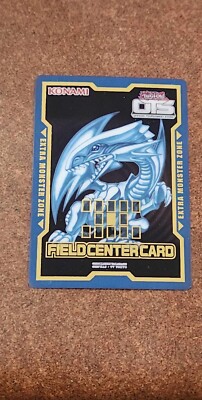 KONAMI
OTS
EXTRA MONSTER ZONE
EXTRA MONSTER ZONE
FIELD CENTER CARD